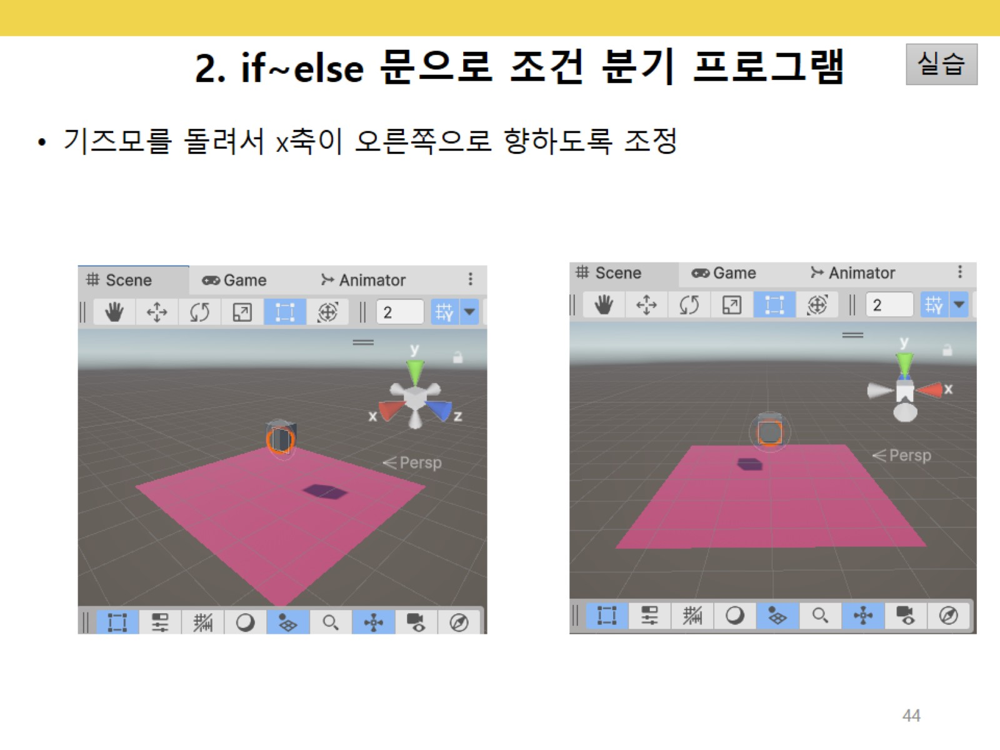 2. if~else 문으로 조건 분기 프로그램
실습
• 기즈모를 돌려서 x축이 오른쪽으로 향하도록 조정
Scene Game Animator
2
y
x z
Persp
Scene Game Animator
2
y
x
Persp
44